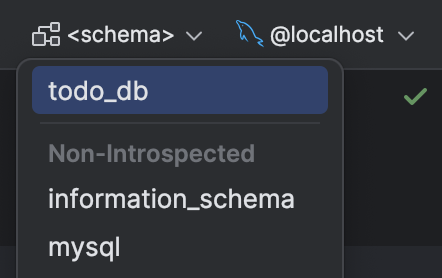 <schema> @localhost
todo_db
Non-Introspected
information_schema
mysql